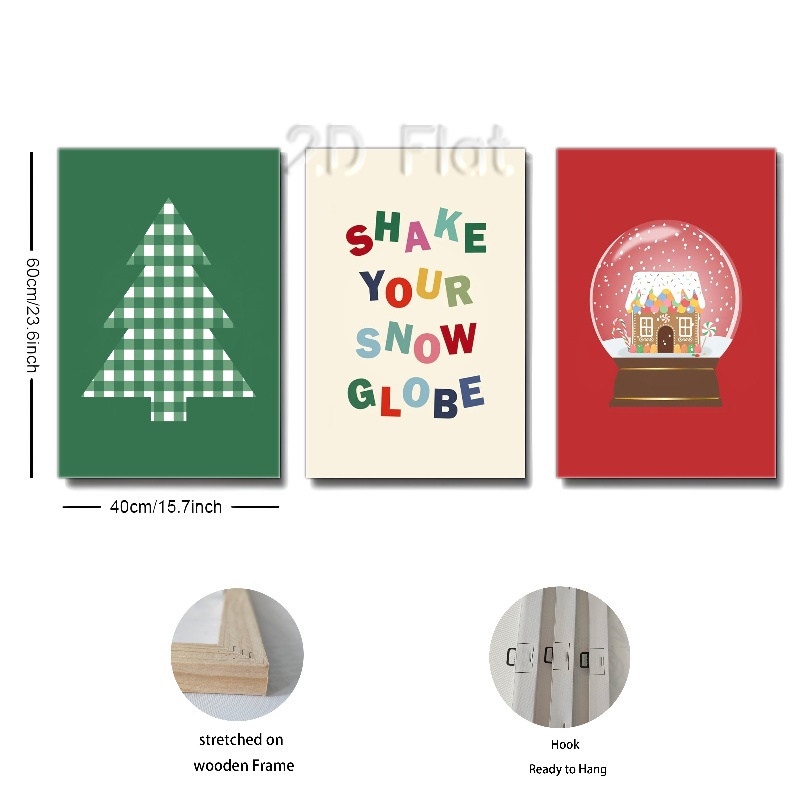 2D Flat
60cm/23.6inch
SHAKE
YOUR
SNOW
GLOBE
40cm/15.7inch
stretched on
wooden Frame
Hook
Ready to Hang